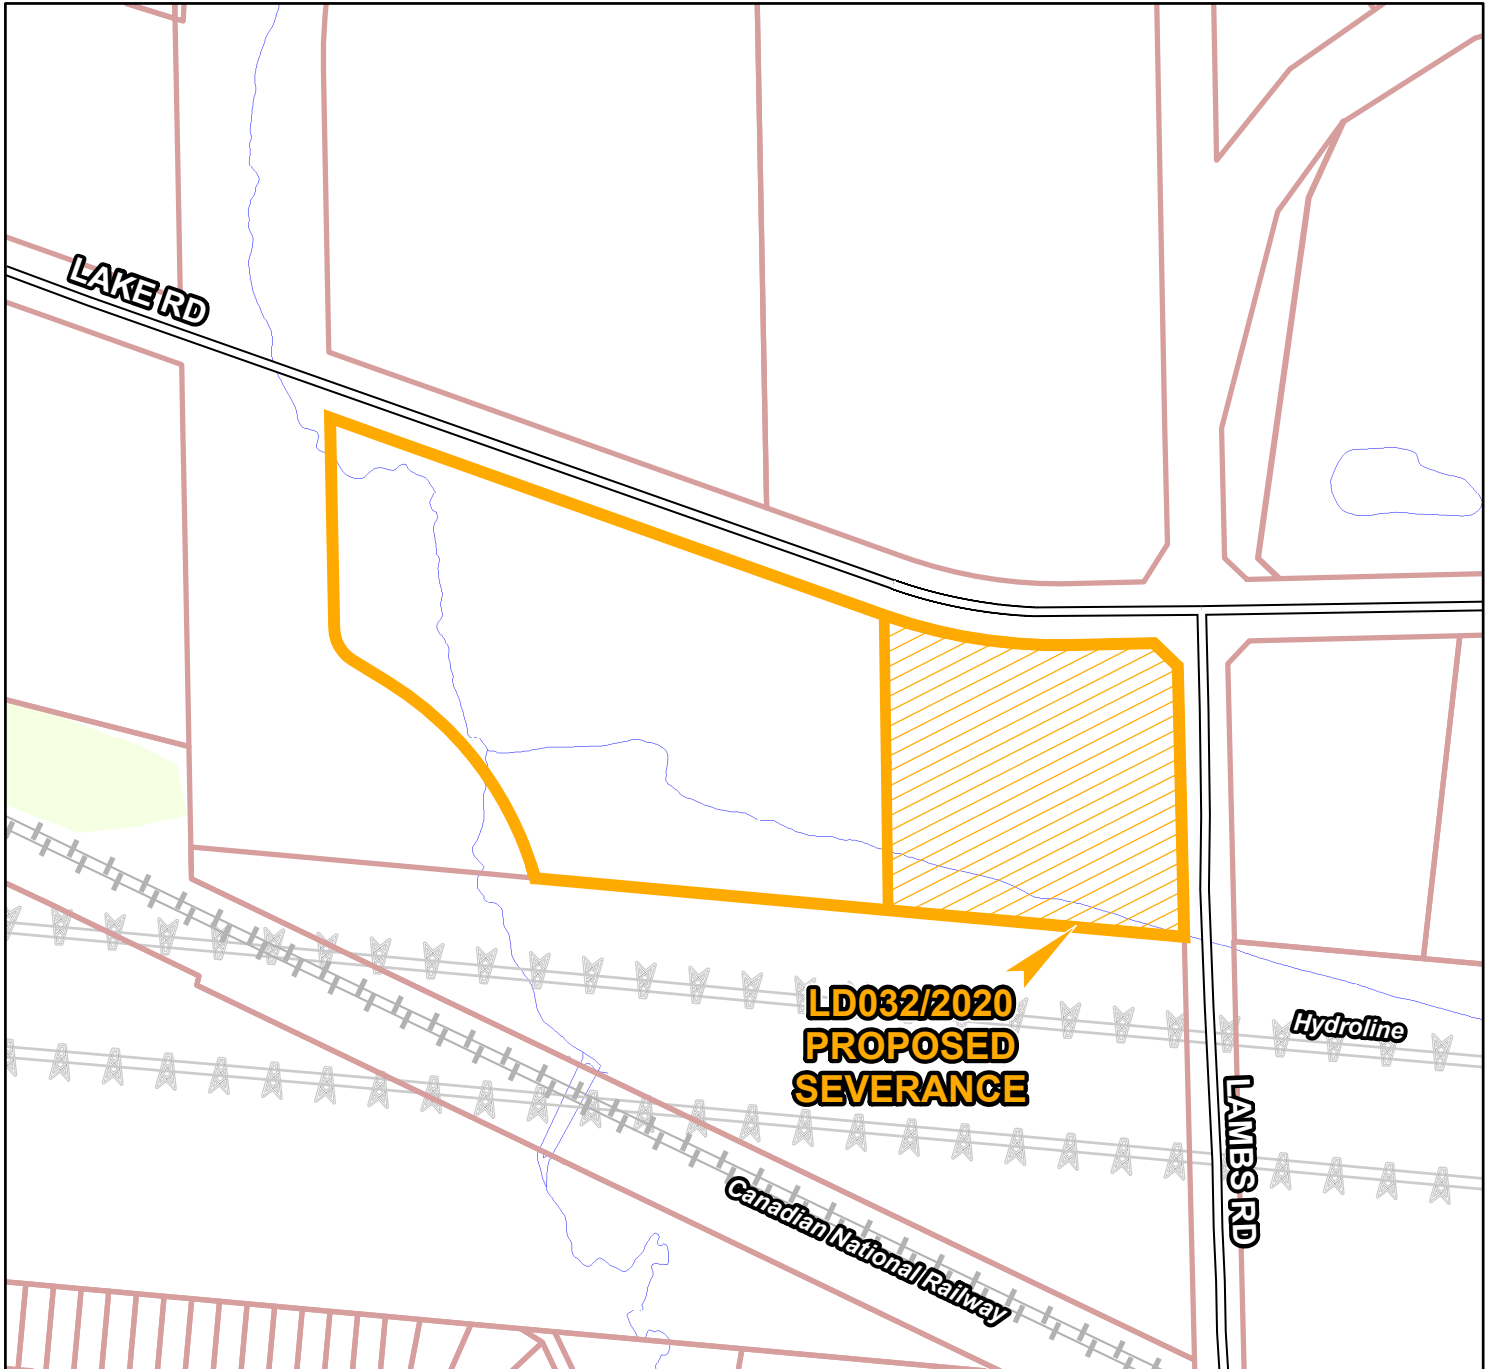 LAKE RD
LD032/2020
PROPOSED
SEVERANCE
Hydroline
LAMBS RD
Canadian National Railway